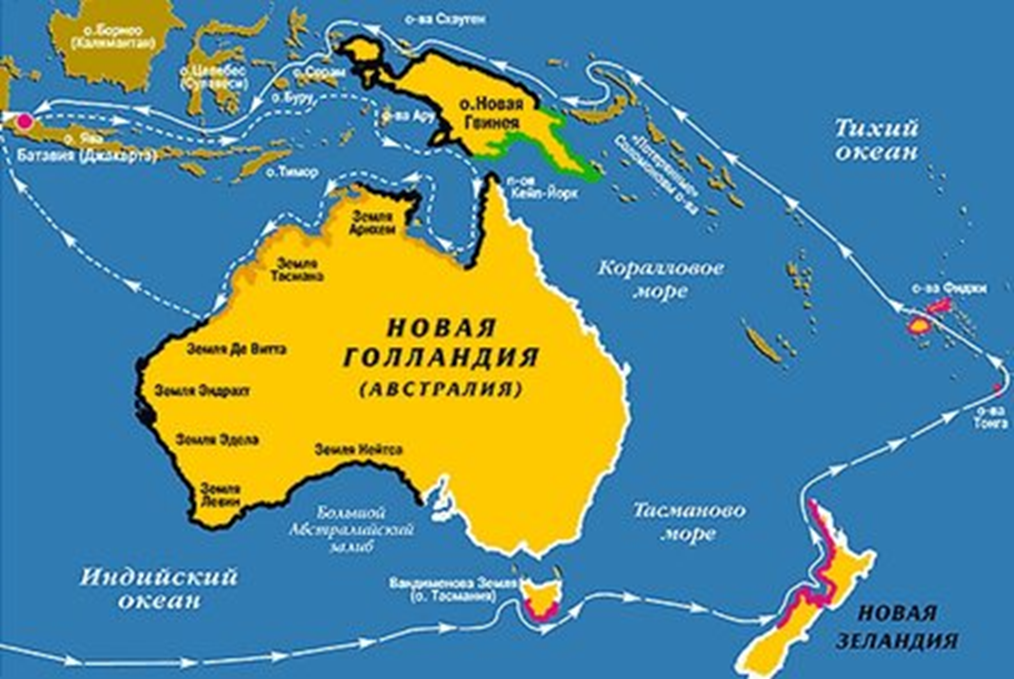 о-ва Схаутен
о.Борнео
(Калимантан)
о.Целебес
(Сулавеси)
о.Серам
о.Буру
о-ва Ару
о.Новая
Гвинея
Тихий
океан
о. Ява
Батавия (Джакарта)
о.Тимор
п-ов
Кейп-Йорк
«Потерянные»
Соломоновы о-ва
Земля
Арнхем
Земля
Тасмана
Коралловое
море
о-ва Фиджи
НОВАЯ
ГОЛЛАНДИЯ
(АВСТРАЛИЯ)
Земля Де Витта
Земля Эндрахт
о-ва
Тонга
Земля Эдела
Земля Нейтса
Земля
Левин
Большой
Австралийский
залив
Тасманово
море
Индийский
океан
Вандименова Земля
(о. Тасмания)
НОВАЯ
ЗЕЛАНДИЯ